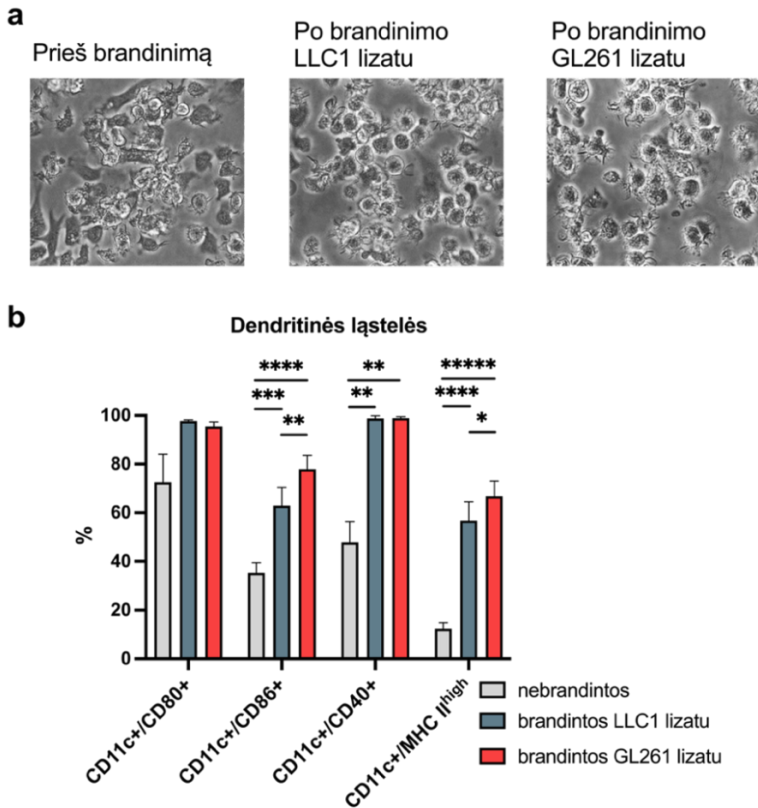 a
Prieš brandinimą
Po brandinimo
LLC1 lizatu
Po brandinimo
GL261 lizatu
b
Dendritinės ląstelės
**** ** *****
*** ** ****
** *
100
80
60
40
20
0
%
CD11c+/CD80+
CD11c+/CD86+
CD11c+/CD40+
CD11c+/MHC IIhigh
nebrandintos
brandintos LLC1 lizatu
brandintos GL261 lizatu